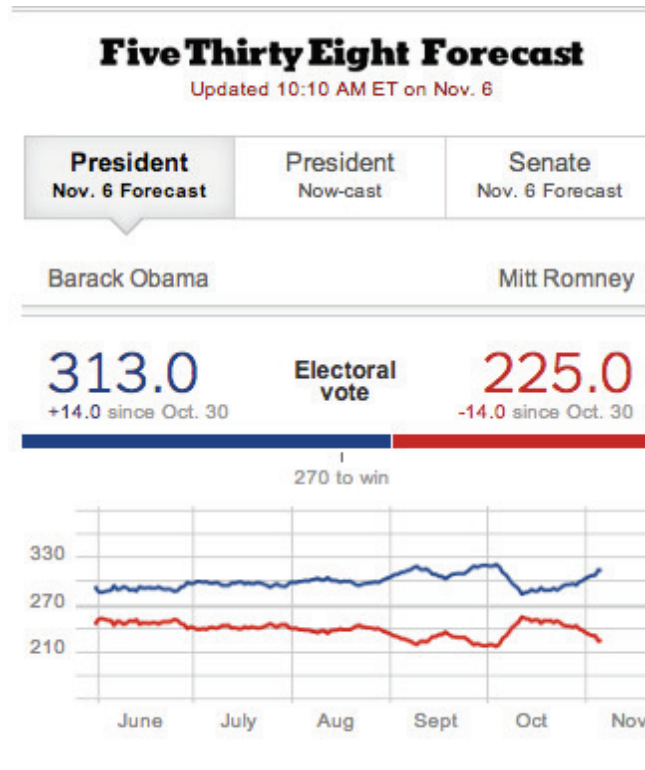 FiveThirtyEight Forecast
Updated 10:10 AM ET on Nov. 6
President President Senate
Nov. 6 Forecast Now-cast Nov. 6 Forecast
Barack Obama Mitt Romney
313.0 Electoral vote 225.0
+14.0 since Oct. 30 -14.0 since Oct. 30
270 to win
330
270
210
June July Aug Sept Oct Nov